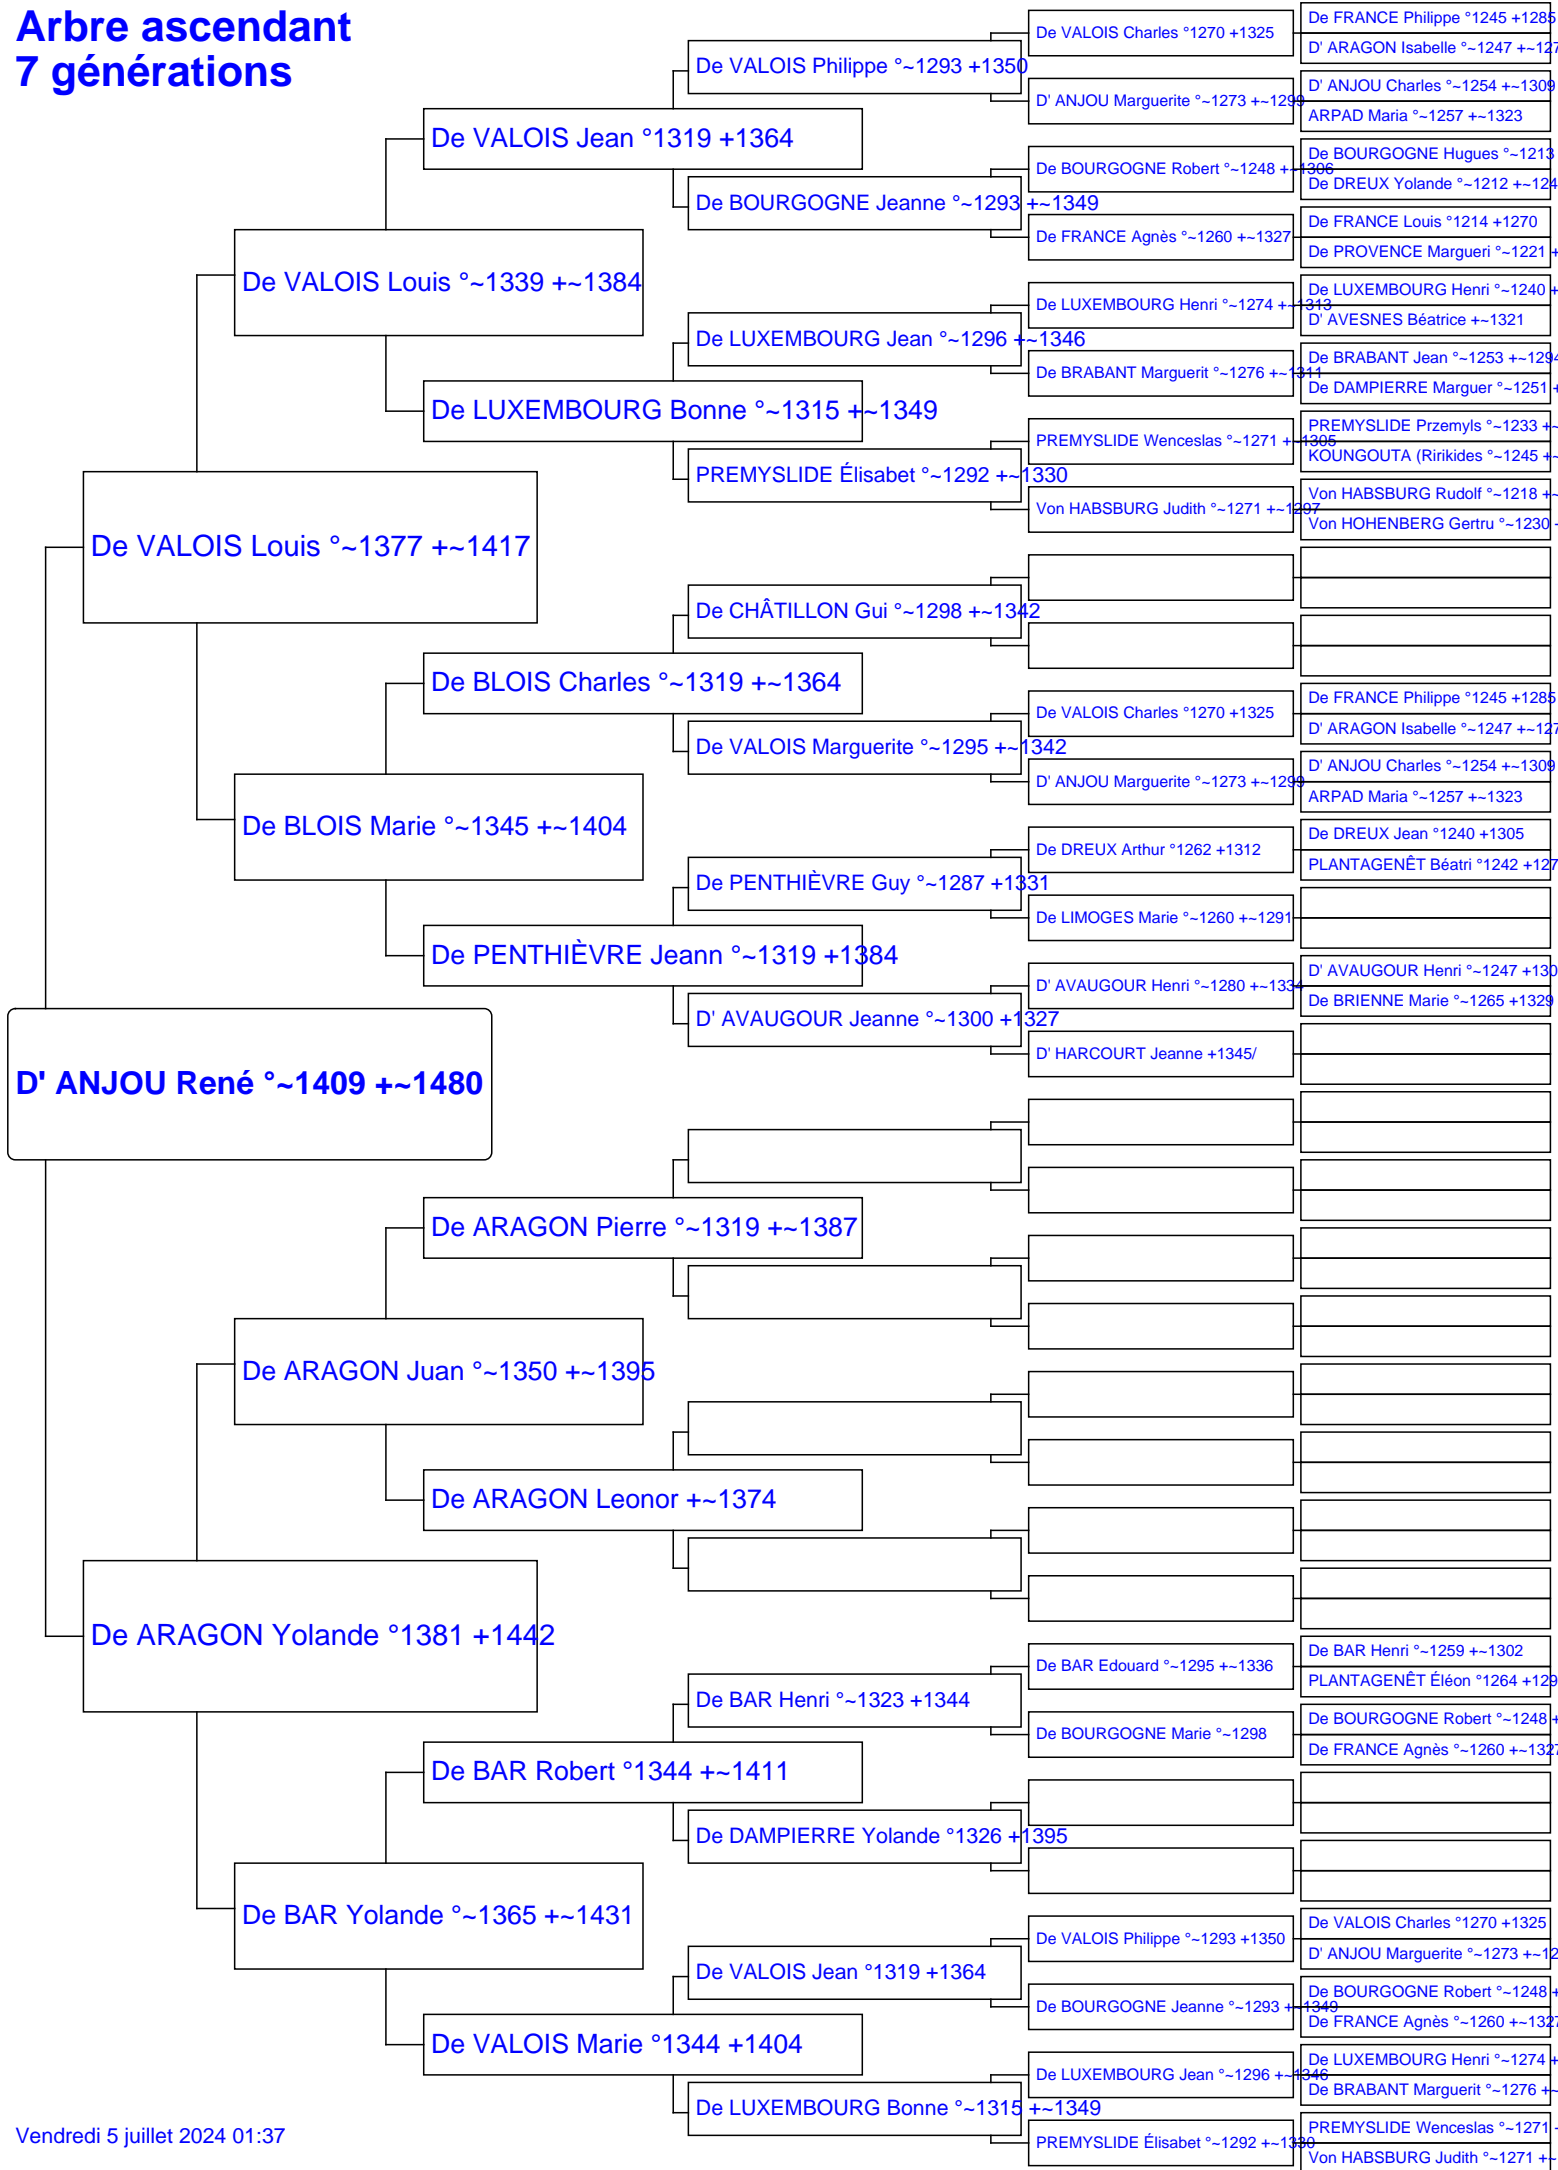 Arbre ascendant
7 générations
De FRANCE Philippe °1245 +1285
De VALOIS Charles °1270 +1325
D' ARAGON Isabelle °~1247 +~127
De VALOIS Philippe °~1293 +1350
D' ANJOU Charles °~1254 +~1309
D' ANJOU Marguerite °~1273 +~1299
ARPAD Maria °~1257 +~1323
De VALOIS Jean °1319 +1364
De BOURGOGNE Hugues °~1213
De BOURGOGNE Robert °~1248 +~1306
De DREUX Yolande °~1212 +~124
De BOURGOGNE Jeanne °~1293 +~1349
De FRANCE Louis °1214 +1270
De FRANCE Agnès °~1260 +~1327
De PROVENCE Margueri °~1221 +
De VALOIS Louis °~1339 +~1384
De LUXEMBOURG Henri °~1240 +
De LUXEMBOURG Henri °~1274 +~1313
D' AVESNES Béatrice +~1321
De LUXEMBOURG Jean °~1296 +~1346
De BRABANT Jean °~1253 +~1294
De BRABANT Marguerit °~1276 +~1311
De DAMPIERRE Marguer °~1251 +
De LUXEMBOURG Bonne °~1315 +~1349
PREMYSLIDE Przemyls °~1233 +~
PREMYSLIDE Wenceslas °~1271 +~1305
KOUNGOUTA (Ririkides °~1245 +~
PREMYSLIDE Élisabet °~1292 +~1330
Von HABSBURG Rudolf °~1218 +~
Von HABSBURG Judith °~1271 +~1297
Von HOHENBERG Gertru °~1230 +
De VALOIS Louis °~1377 +~1417
De CHÂTILLON Gui °~1298 +~1342
De BLOIS Charles °~1319 +~1364
De FRANCE Philippe °1245 +1285
De VALOIS Charles °1270 +1325
D' ARAGON Isabelle °~1247 +~127
De VALOIS Marguerite °~1295 +~1342
D' ANJOU Charles °~1254 +~1309
D' ANJOU Marguerite °~1273 +~1299
ARPAD Maria °~1257 +~1323
De BLOIS Marie °~1345 +~1404
De DREUX Jean °1240 +1305
De DREUX Arthur °1262 +1312
PLANTAGENÊT Béatri °1242 +127
De PENTHIÈVRE Guy °~1287 +1331
De LIMOGES Marie °~1260 +~1291
De PENTHIÈVRE Jeann °~1319 +1384
D' AVAUGOUR Henri °~1247 +130
D' AVAUGOUR Henri °~1280 +~1334
De BRIENNE Marie °~1265 +1329
D' AVAUGOUR Jeanne °~1300 +1327
D' HARCOURT Jeanne +1345/
D' ANJOU René °~1409 +~1480
De ARAGON Pierre °~1319 +~1387
De ARAGON Juan °~1350 +~1395
De ARAGON Leonor +~1374
De ARAGON Yolande °1381 +1442
De BAR Henri °~1259 +~1302
De BAR Edouard °~1295 +~1336
PLANTAGENÊT Éléon °1264 +129
De BAR Henri °~1323 +1344
De BOURGOGNE Robert °~1248 +
De BOURGOGNE Marie °~1298
De FRANCE Agnès °~1260 +~1327
De BAR Robert °1344 +~1411
De DAMPIERRE Yolande °1326 +1395
De BAR Yolande °~1365 +~1431
De VALOIS Charles °1270 +1325
De VALOIS Philippe °~1293 +1350
D' ANJOU Marguerite °~1273 +~12
De VALOIS Jean °1319 +1364
De BOURGOGNE Robert °~1248 +
De BOURGOGNE Jeanne °~1293 +~1349
De FRANCE Agnès °~1260 +~1327
De VALOIS Marie °1344 +1404
De LUXEMBOURG Henri °~1274 +
De LUXEMBOURG Jean °~1296 +~1346
De BRABANT Marguerit °~1276 +~
De LUXEMBOURG Bonne °~1315 +~1349
PREMYSLIDE Wenceslas °~1271 +
PREMYSLIDE Élisabet °~1292 +~1330
Von HABSBURG Judith °~1271 +~
Vendredi 5 juillet 2024 01:37